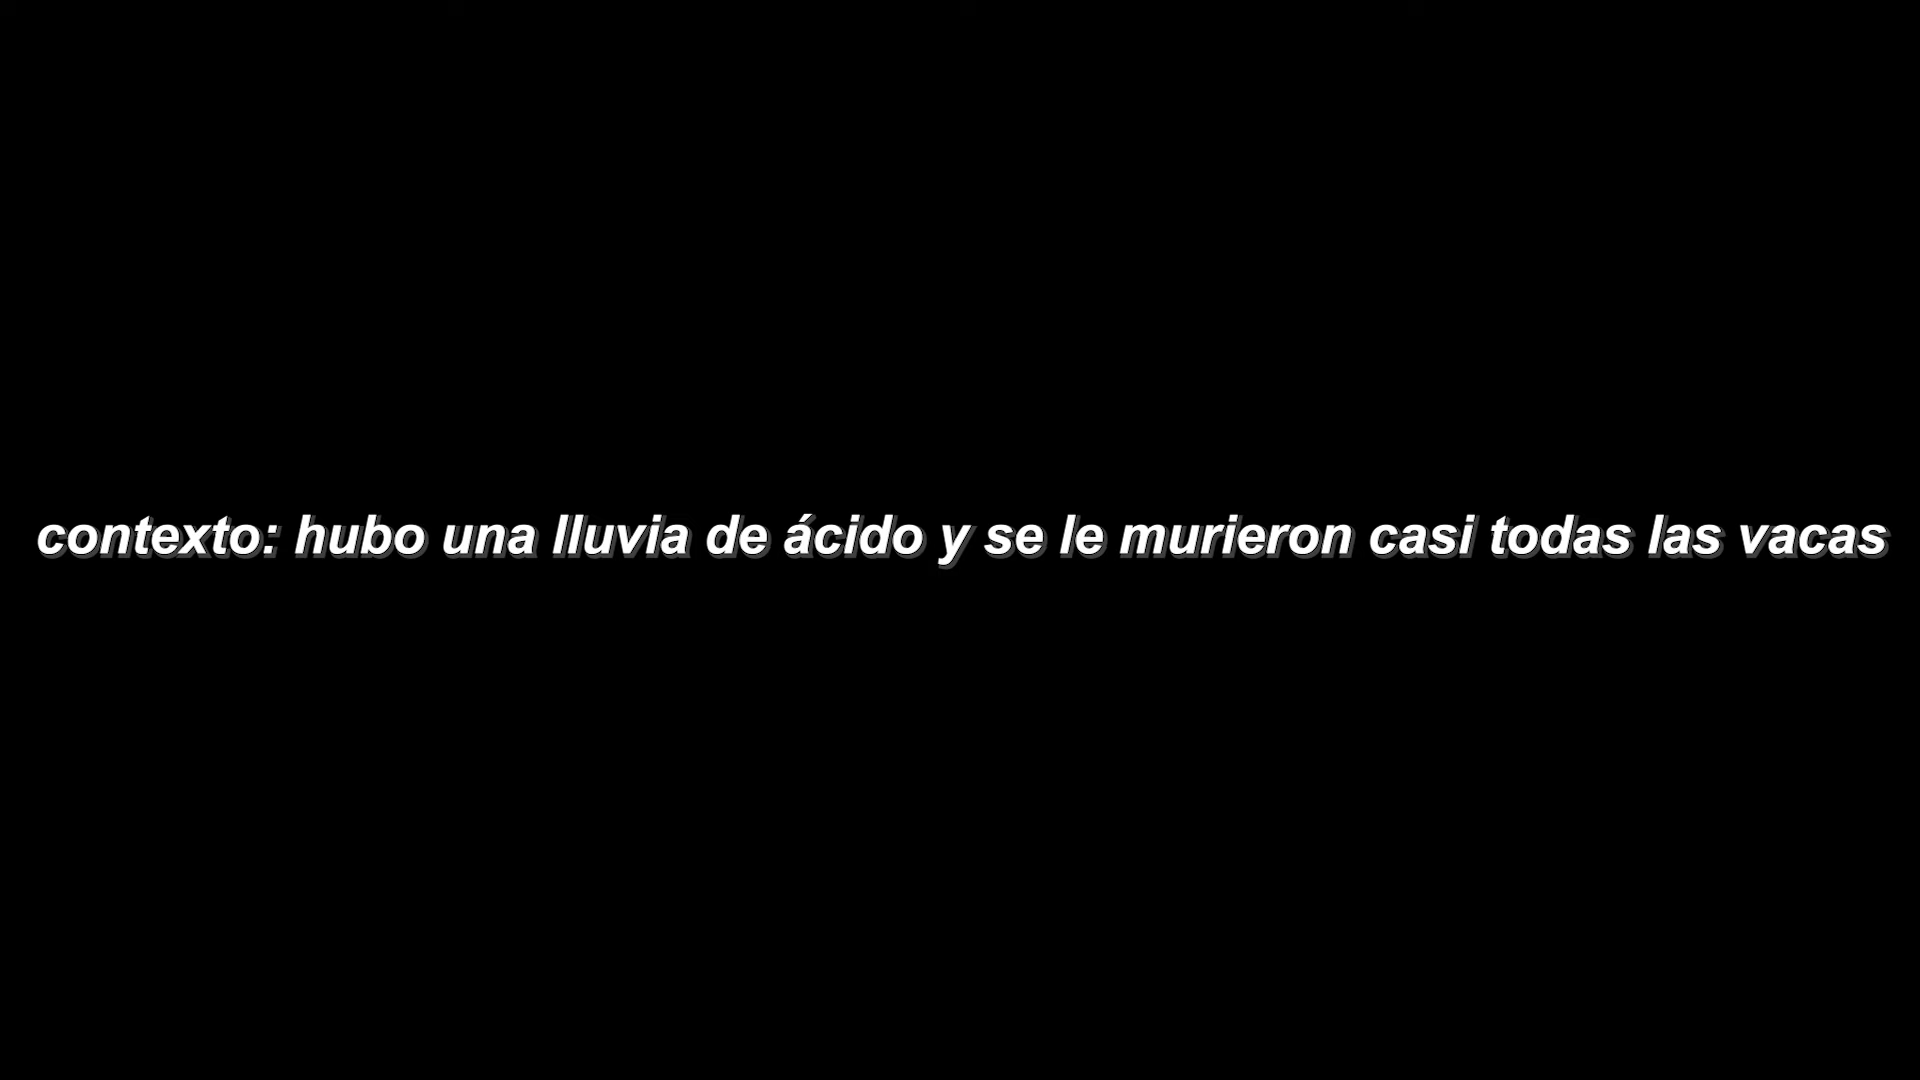 contexto: hubo una lluvia de ácido y se le murieron casi todas las vacas